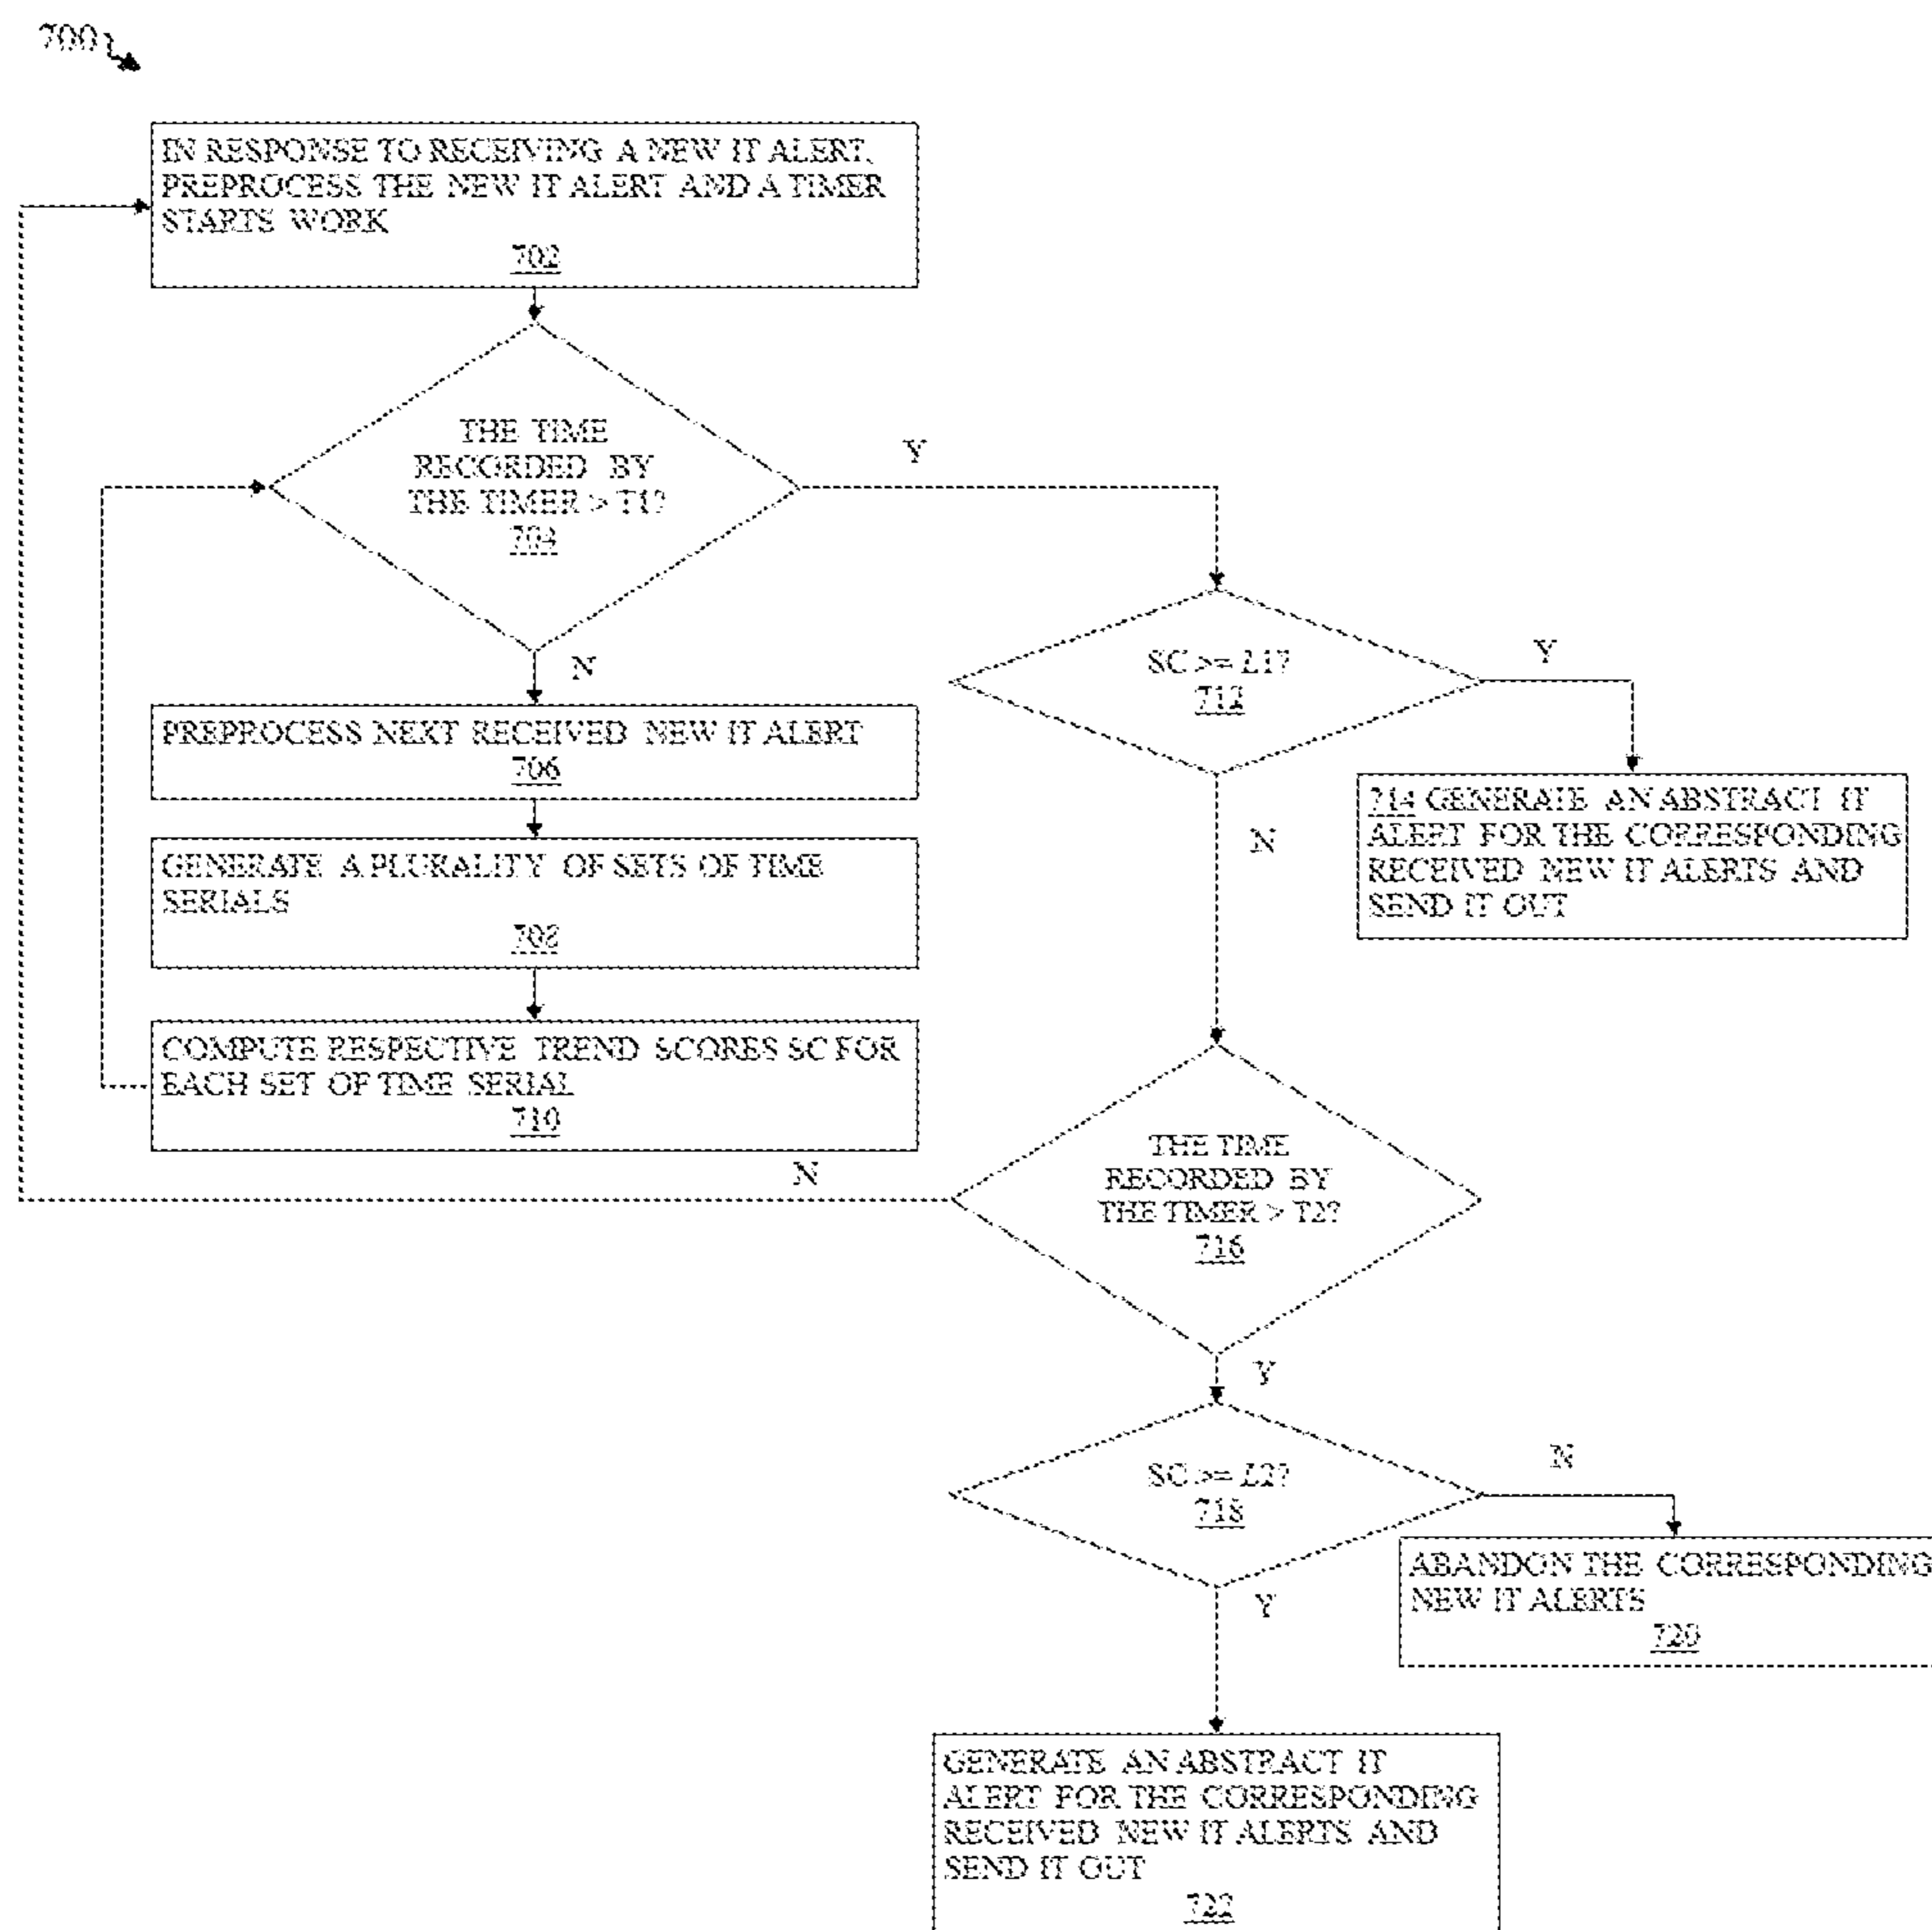 700
IN RESPONSE TO RECEIVING A NEW IT ALERT,
PREPROCESS THE NEW IT ALERT AND A TIMER
STARTS WORK
702
THE TIME
RECORDED BY
THE TIMER > T1?
704
Y
N
PREPROCESS NEXT RECEIVED NEW IT ALERT
706
GENERATE A PLURALITY OF SETS OF TIME
SERIALS
708
COMPUTE RESPECTIVE TREND SCORES SC FOR
EACH SET OF TIME SERIAL
710
SC >= L1?
712
Y
N
714 GENERATE AN ABSTRACT IT
ALERT FOR THE CORRESPONDING
RECEIVED NEW IT ALERTS AND
SEND IT OUT
THE TIME
RECORDED BY
THE TIMER > T2?
716
N
Y
SC >= L2?
718
N
Y
ABANDON THE CORRESPONDING
NEW IT ALERTS
720
GENERATE AN ABSTRACT IT
ALERT FOR THE CORRESPONDING
RECEIVED NEW IT ALERTS AND
SEND IT OUT
722